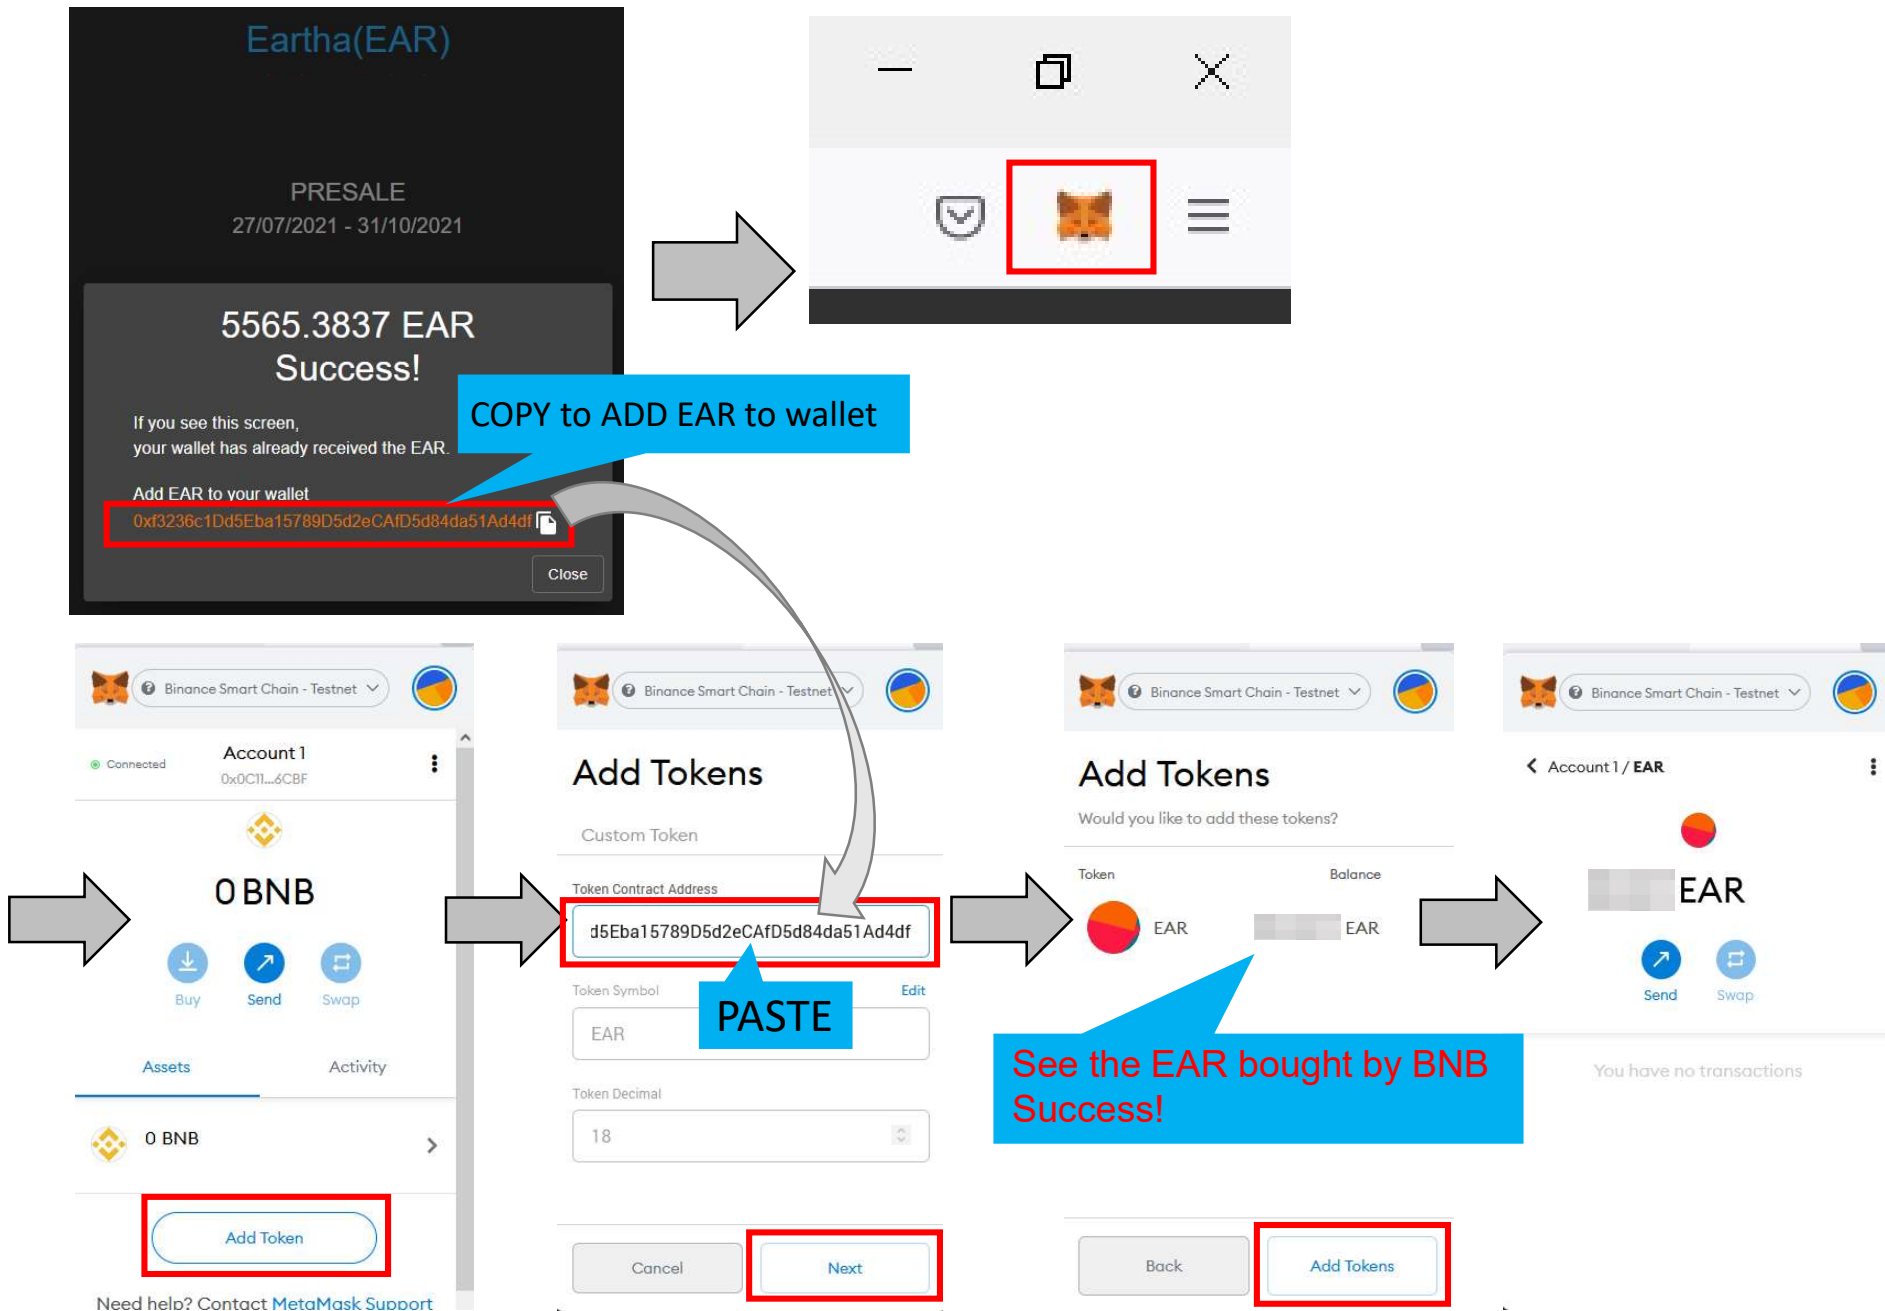 Eartha(EAR)
PRESALE
27/07/2021 - 31/10/2021
5565.3837 EAR
Success!
If you see this screen,
your wallet has already received the EAR.
Add EAR to your wallet
0xf3236c1Dd5Eba15789D5d2eCAfD5d84da51Ad4df
Close
COPY to ADD EAR to wallet
Binance Smart Chain - Testnet
Connected
Account 1
0x0C11...6CBF
0 BNB
Buy
Send
Swap
Assets
Activity
0 BNB
Add Token
Need help? Contact MetaMask Support
Binance Smart Chain - Testnet
Add Tokens
Custom Token
Token Contract Address
d5Eba15789D5d2eCAfD5d84da51Ad4df
PASTE
Token Symbol
Edit
EAR
Token Decimal
18
Cancel
Next
Binance Smart Chain - Testnet
Add Tokens
Would you like to add these tokens?
Token
Balance
EAR
EAR
See the EAR bought by BNB
Success!
Back
Add Tokens
Binance Smart Chain - Testnet
Account 1 / EAR
EAR
Send
Swap
You have no transactions